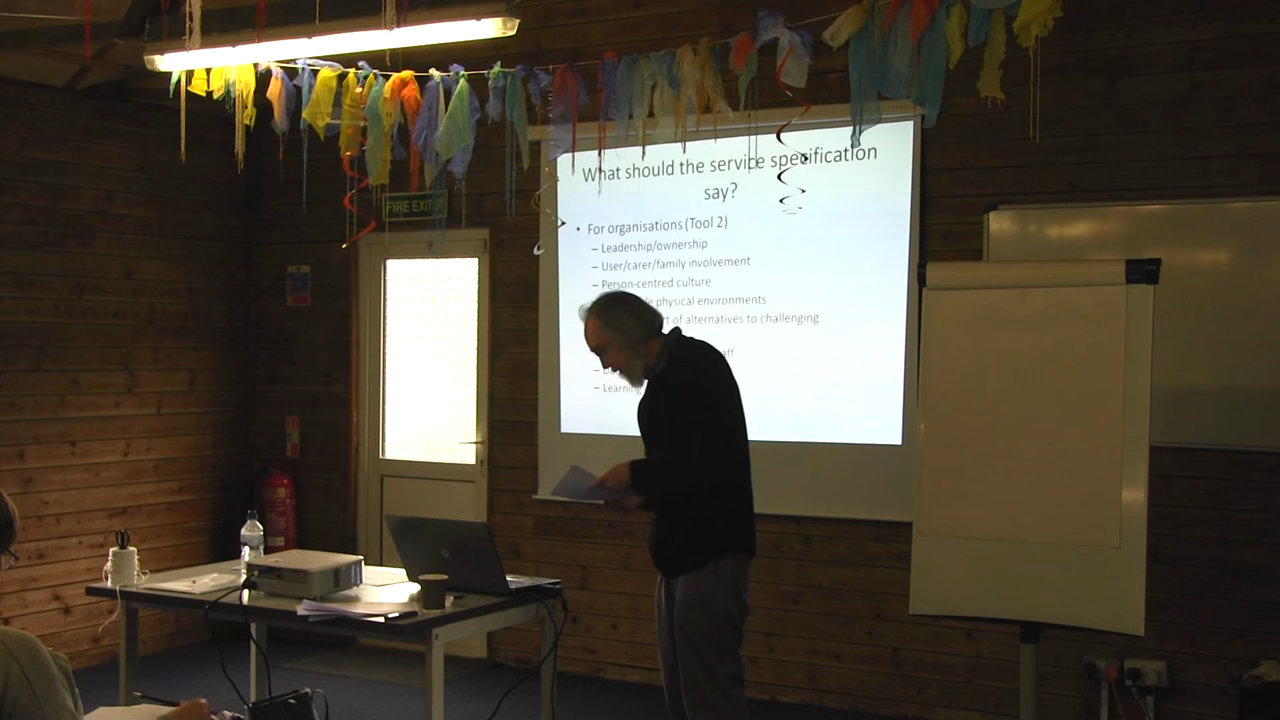 What should the service specification
say?
• For organisations (Tool 2)
– Leadership/ownership
– User/carer/family involvement
– Person-centred culture
physical environments
of alternatives to challenging
– Learning
FIRE EXIT